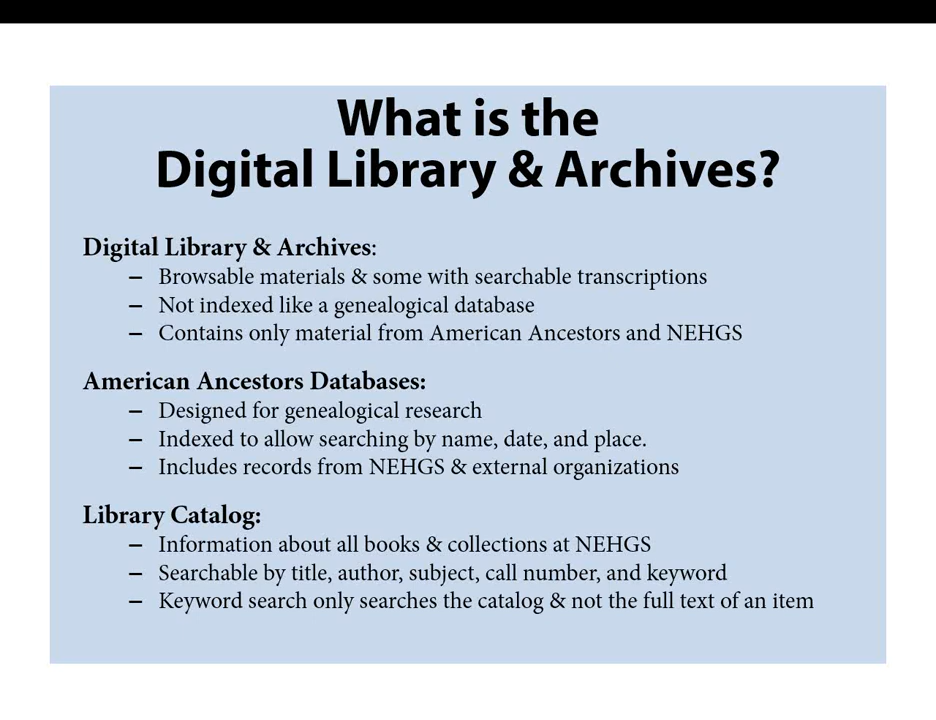 What is the
Digital Library & Archives?
Digital Library & Archives:
– Browsable materials & some with searchable transcriptions
– Not indexed like a genealogical database
– Contains only material from American Ancestors and NEHGS
American Ancestors Databases:
– Designed for genealogical research
– Indexed to allow searching by name, date, and place.
– Includes records from NEHGS & external organizations
Library Catalog:
– Information about all books & collections at NEHGS
– Searchable by title, author, subject, call number, and keyword
– Keyword search only searches the catalog & not the full text of an item